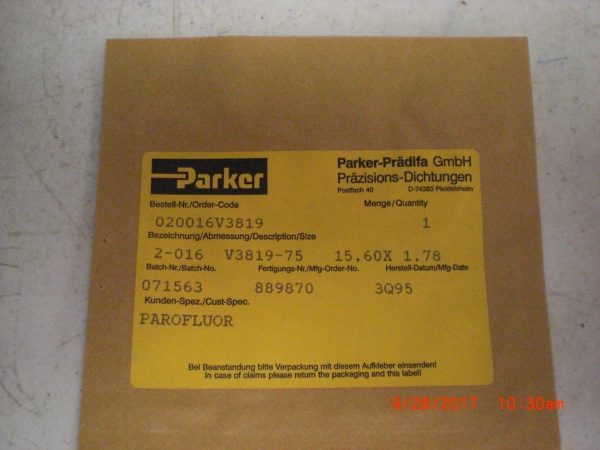 Parker
Parker-Prädifa GmbH
Präzisions-Dichtungen
Postfach 40 D-74383 Pleidelsheim
Bestell-Nr./Order-Code Menge/Quantity
020016V3819 1
Bezeichnung/Abmessung/Description/Size
2-016 V3819-75 15,60X 1,78
Batch-Nr./Batch-No. Fertigungs-Nr./Mfg-Order-No. Herstell-Datum/Mfg-Date
071563 889870 3Q95
Kunden-Spez./Cust-Spec.
PAROFLUOR
Bei Beanstandung bitte Verpackung mit diesem Aufkleber einsenden!
In case of claims please return the packaging and this label!
9/28/2017 10:30am